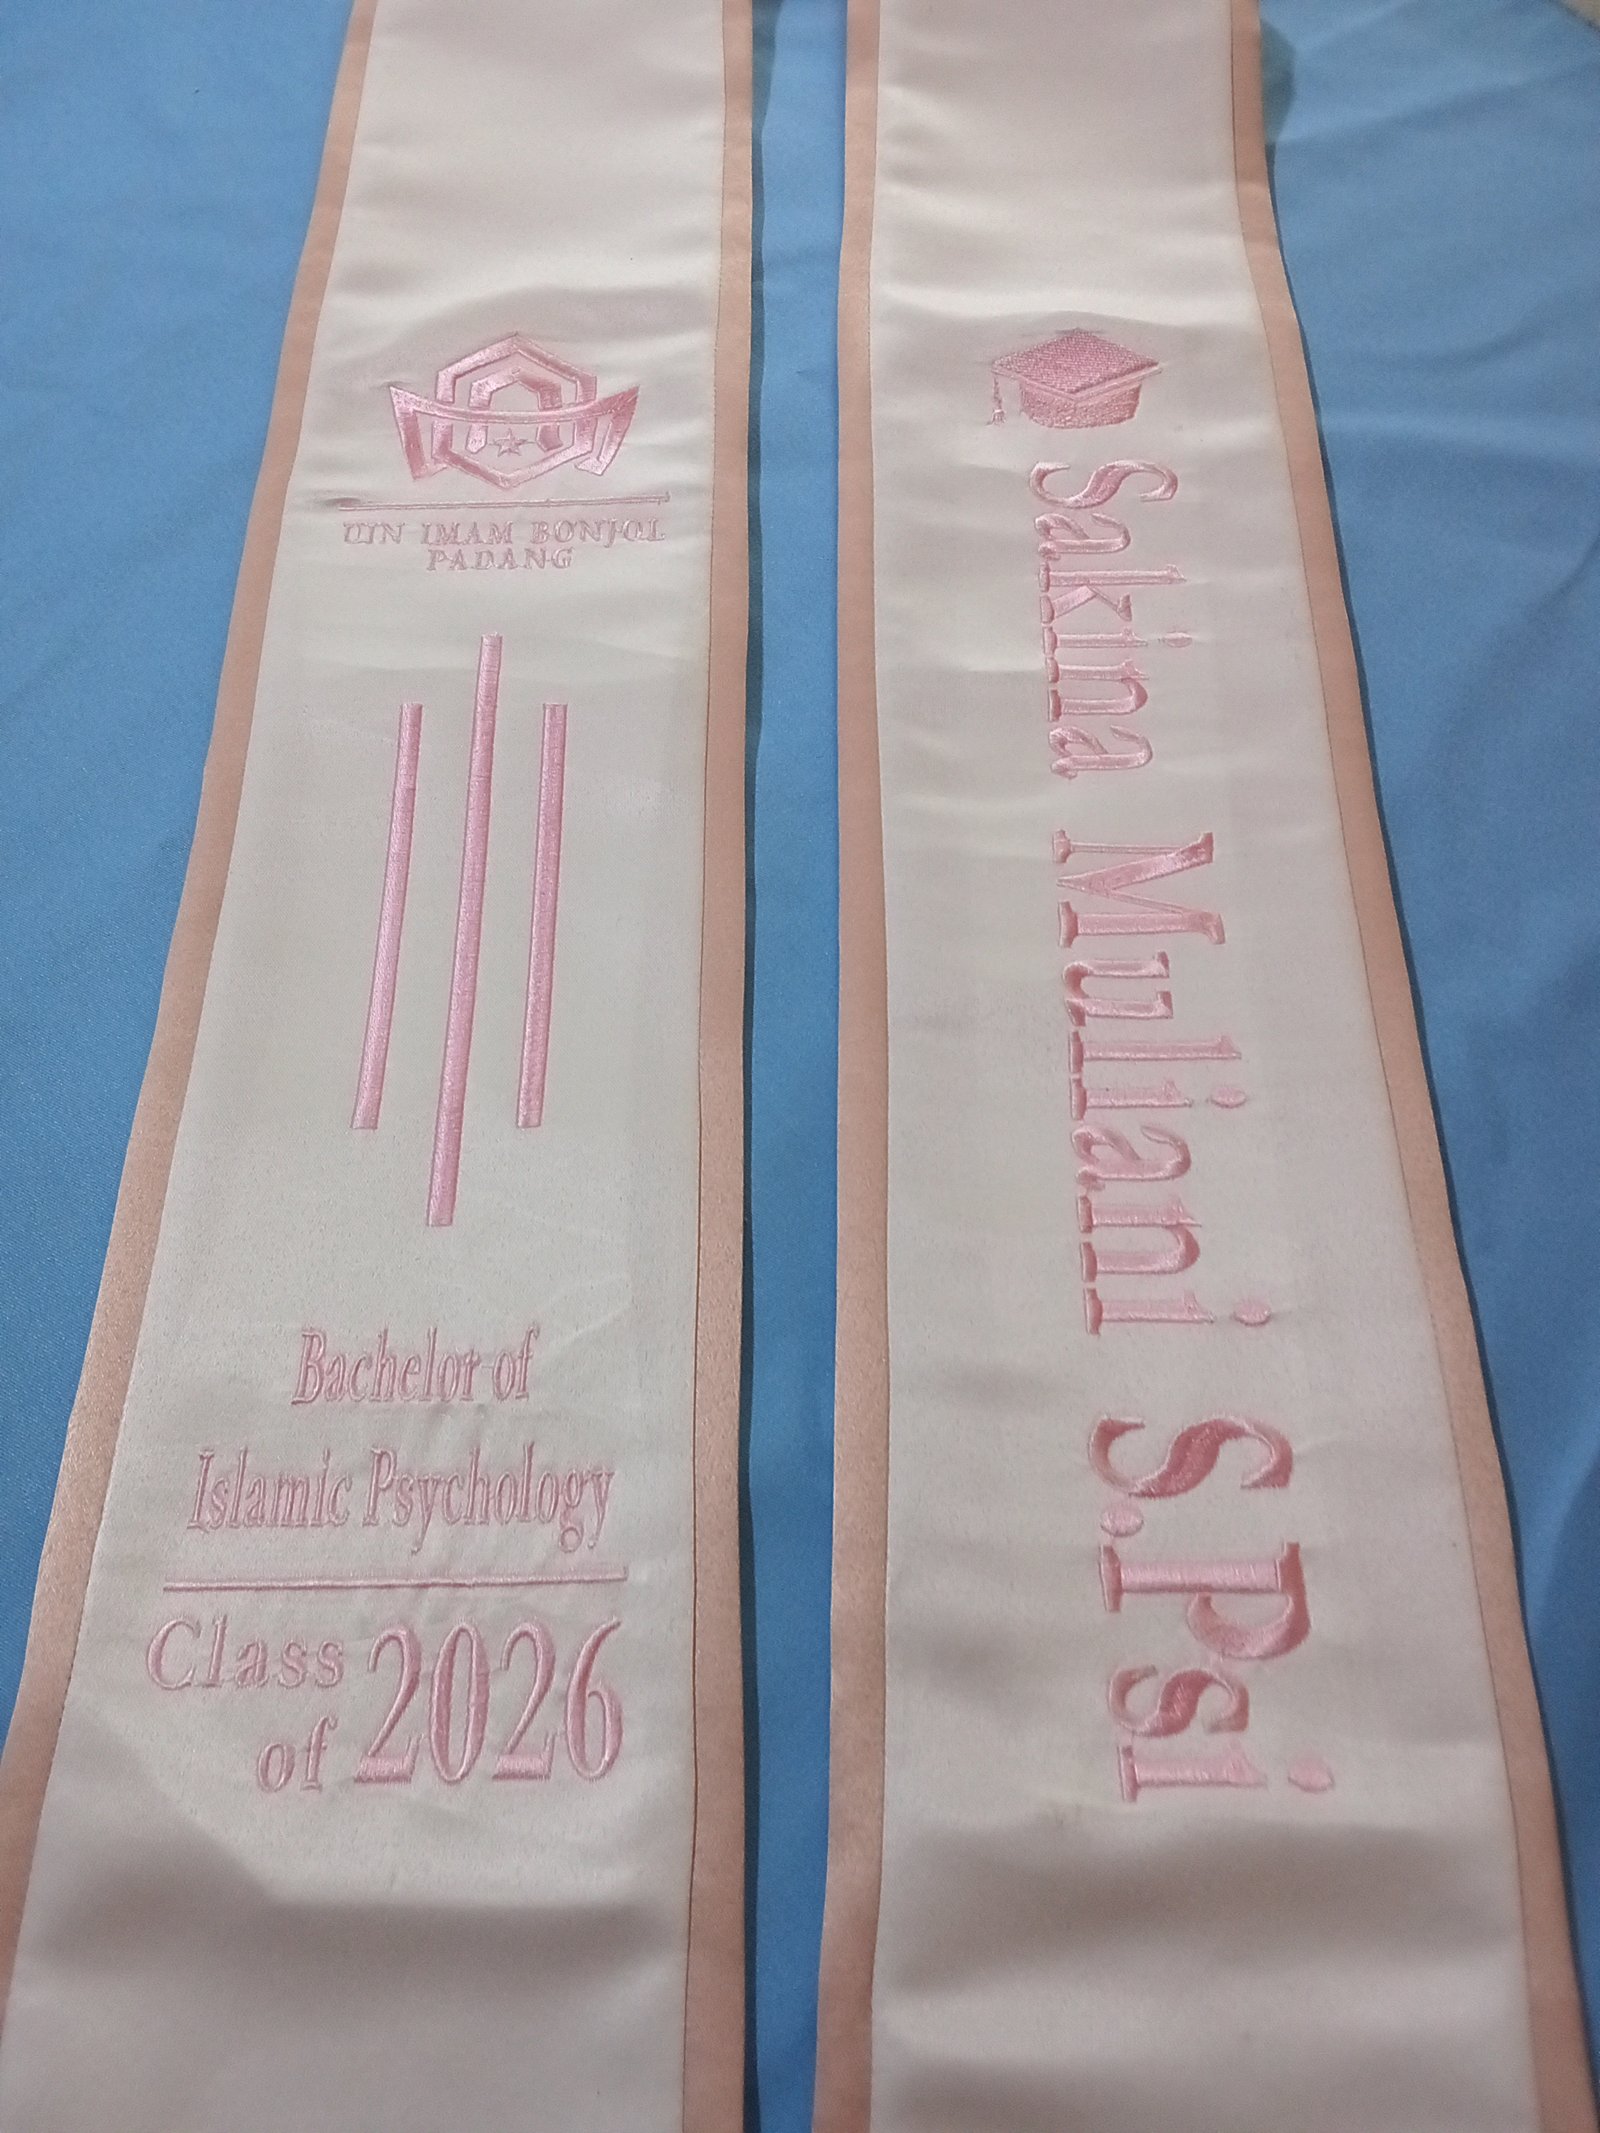 UIN IMAM BONJOL
PADANG
Bachelor of
Islamic Psychology
Class
of 2026
Sakina Muliani S.Psi